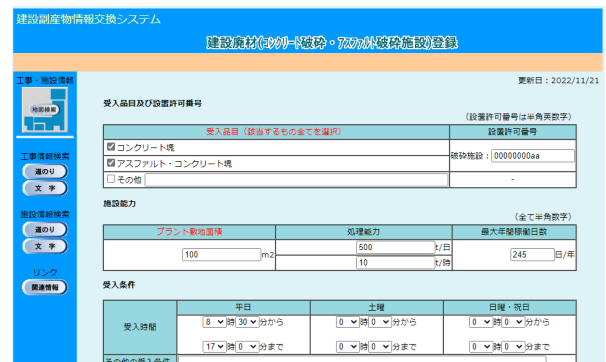 建設副産物情報交換システム
建設廃材(コンクリート破砕・アスファルト破砕施設)登録
更新日：2022/11/21
工事・施設情報
地図検索
工事情報検索
道のり
文 字
施設情報検索
道のり
文 字
リンク
関連情報
受入品目及び設置許可番号
(設置許可番号は半角英数字)
受入品目（該当するもの全てを選択） 設置許可番号
コンクリート塊
アスファルト・コンクリート塊
破砕施設： 00000000aa
その他 -
施設能力
(全て半角数字)
プラント敷地面積 処理能力 最大年間稼働日数
100 m2 500 t/日 245 日/年
10 t/時
受入条件
平日 土曜 日曜・祝日
受入時間 8 時 30 分から 0 時 0 分から 0 時 0 分から
17 時 0 分まで 0 時 0 分まで 0 時 0 分まで
その他の受入条件